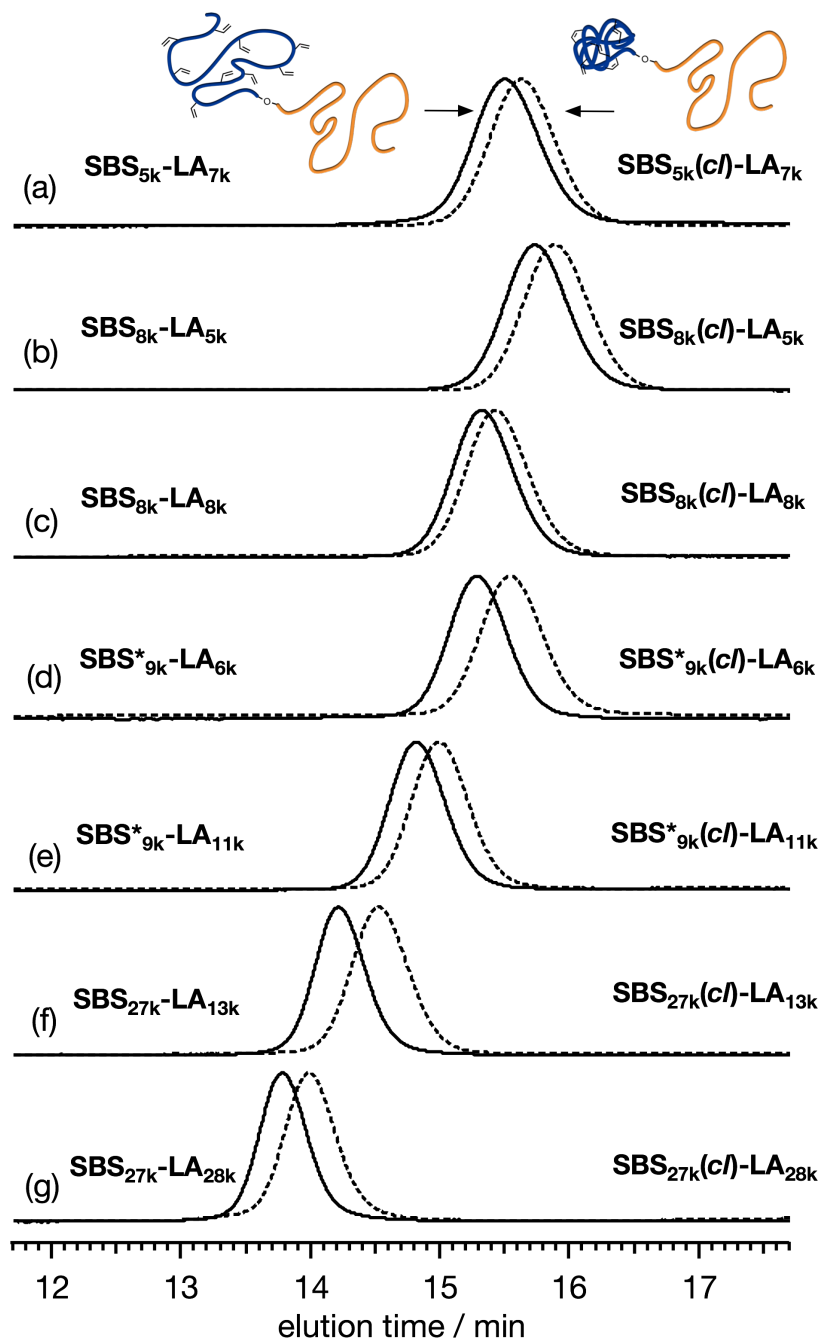 O
O
(a) SBS5k-LA7k SBS5k(cl)-LA7k
(b) SBS8k-LA5k SBS8k(cl)-LA5k
(c) SBS8k-LA8k SBS8k(cl)-LA8k
(d) SBS*9k-LA6k SBS*9k(cl)-LA6k
(e) SBS*9k-LA11k SBS*9k(cl)-LA11k
(f) SBS27k-LA13k SBS27k(cl)-LA13k
(g) SBS27k-LA28k SBS27k(cl)-LA28k
12 13 14 15 16 17
elution time / min